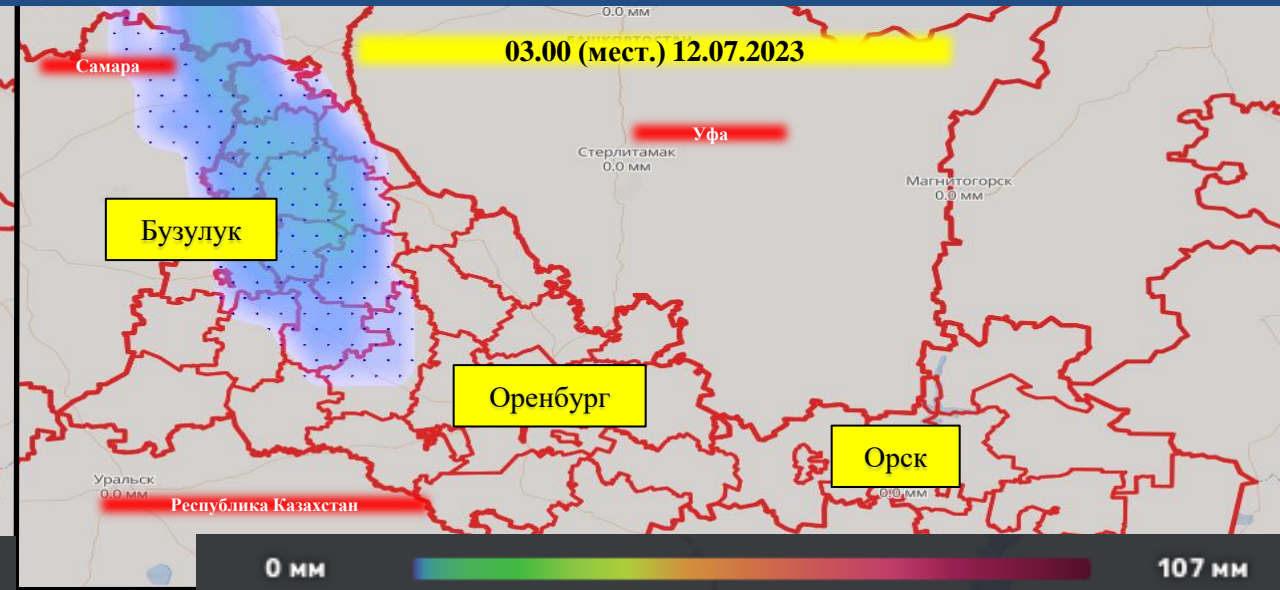 0.0 мм
03.00 (мест.) 12.07.2023
Самара
Уфа
Стерлитамак
0.0 мм
Магнитогорск
0.0 мм
Бузулук
Оренбург
Орск
0.0 мм
Уральск
0.0 мм
Республика Казахстан
0 мм
107 мм